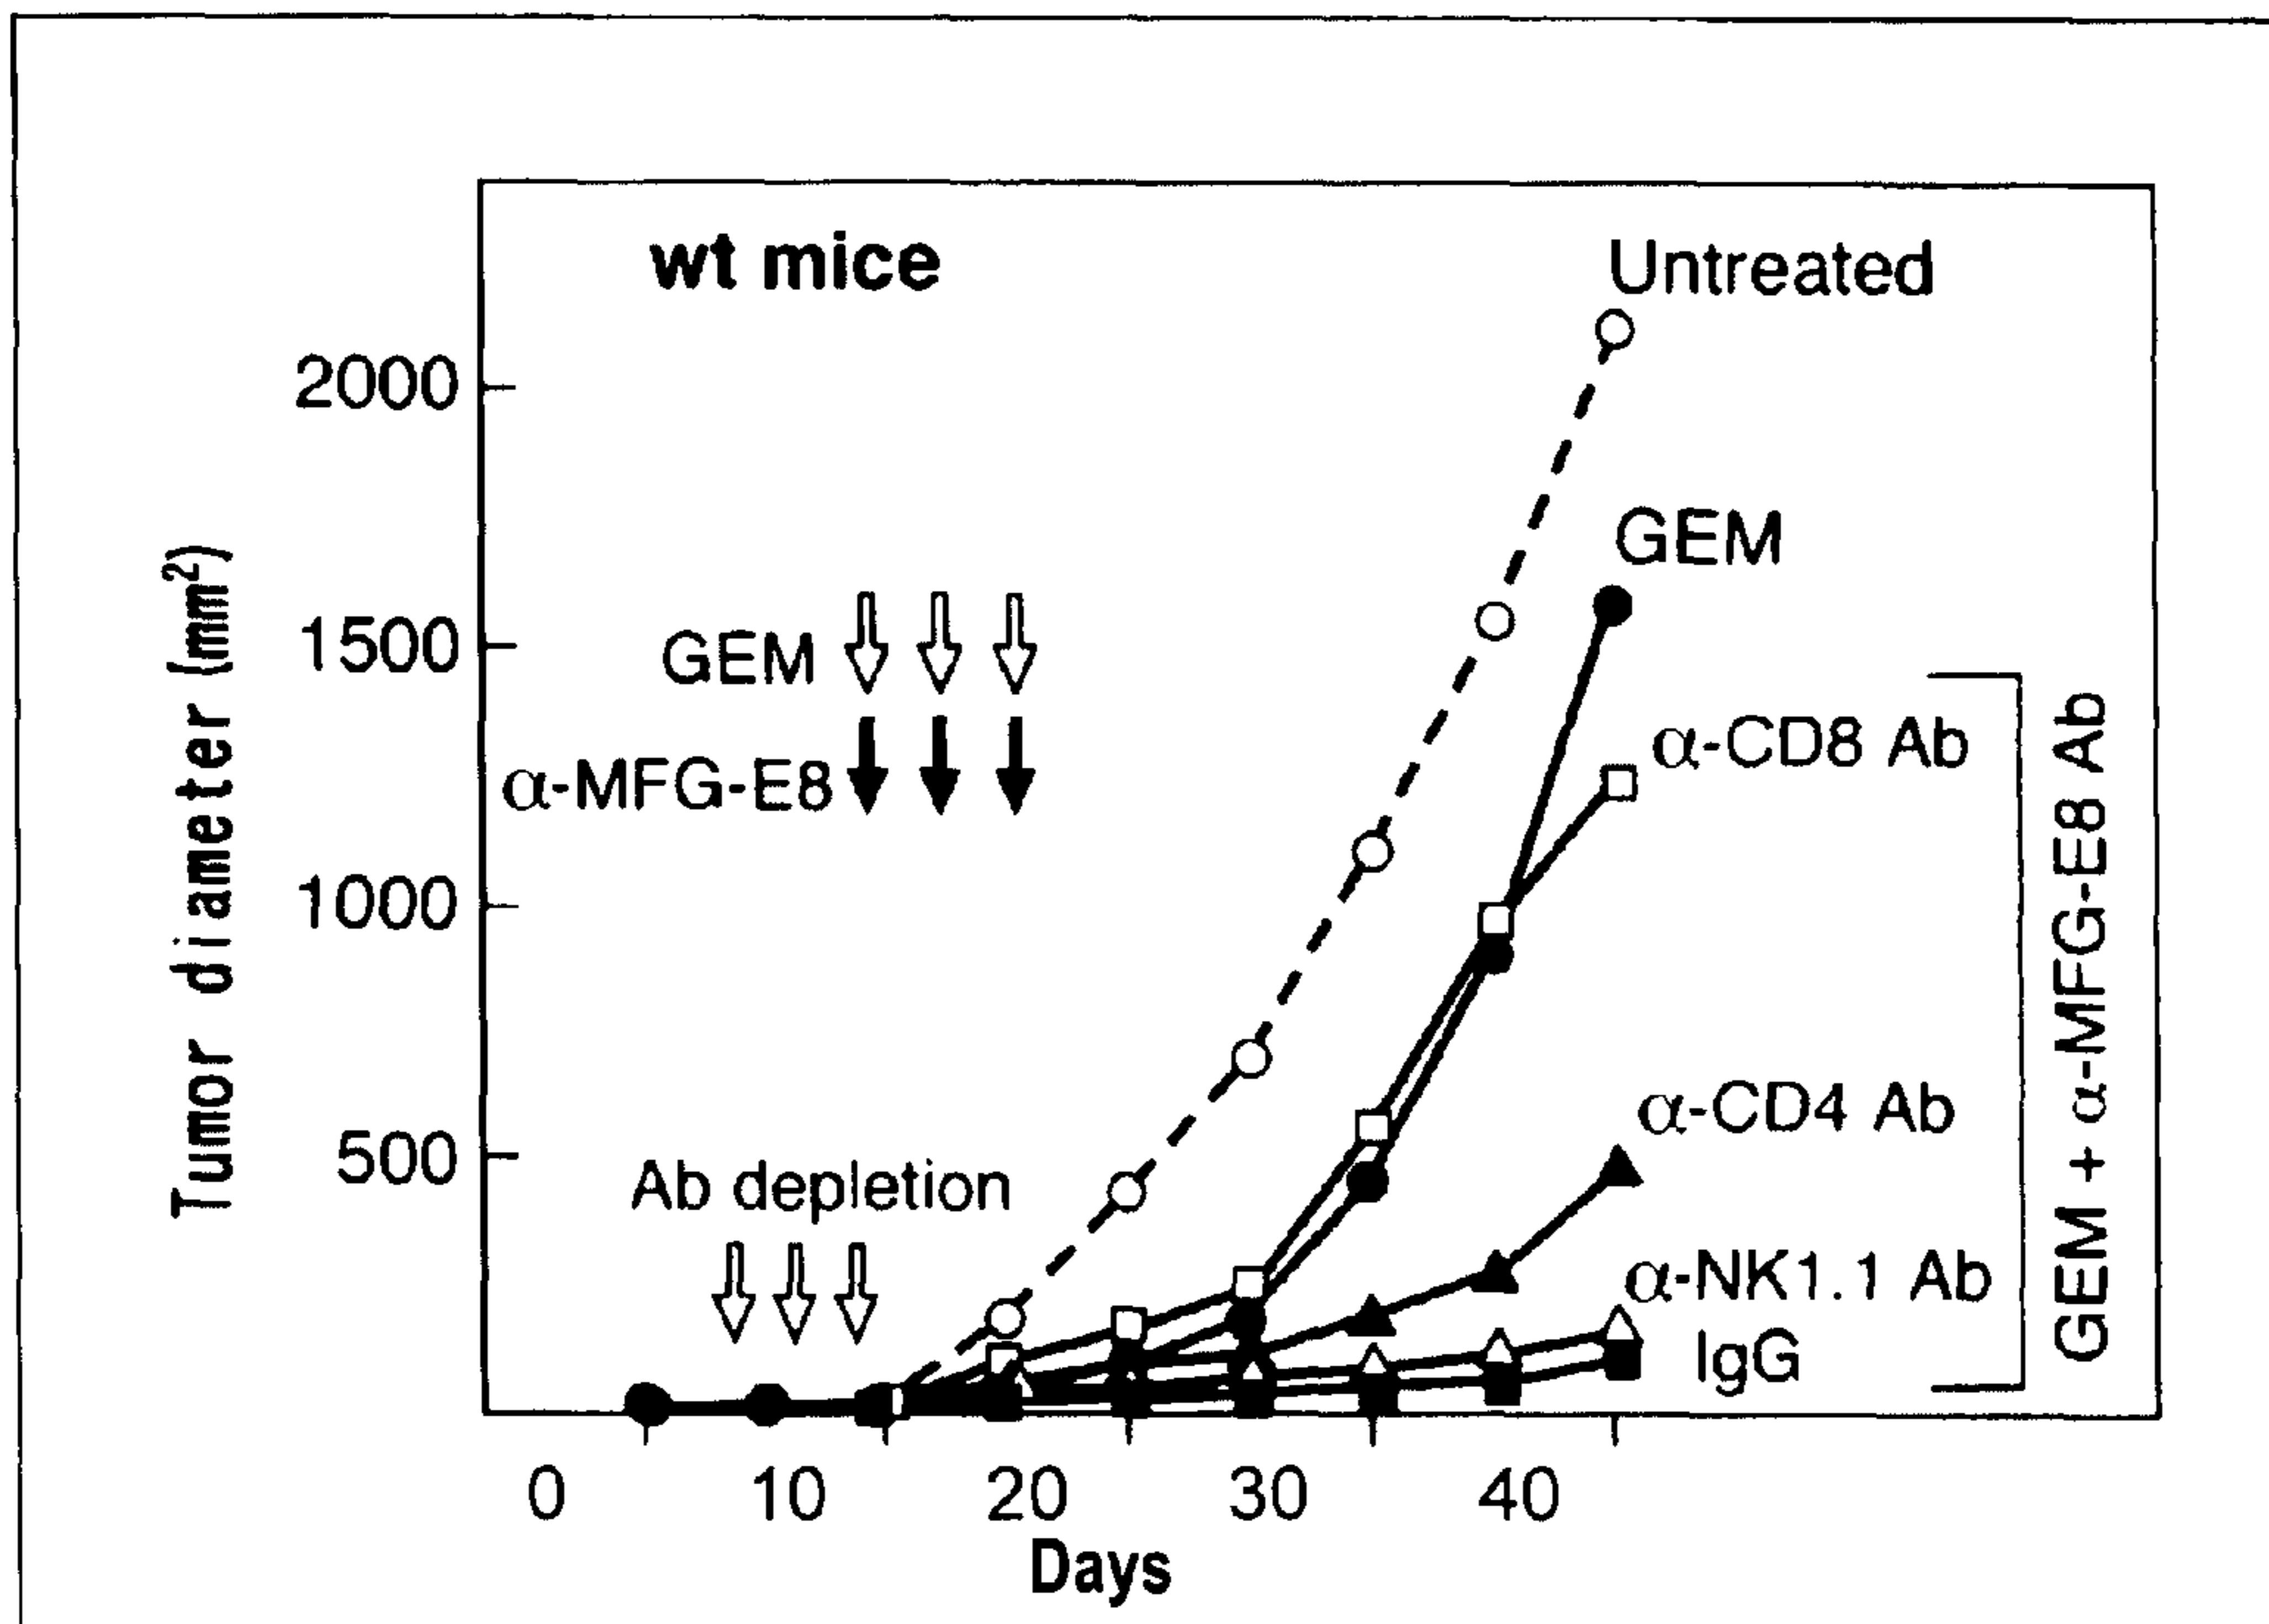 wt mice
Untreated
2000
GEM
1500
GEM
α-CD8 Ab
α-MFG-E8
1000
α-CD4 Ab
500
Ab depletion
α-NK1.1 Ab
IgG
GEM + α-MFG-E8 Ab
Tumor diameter (mm²)
0 10 20 30 40
Days